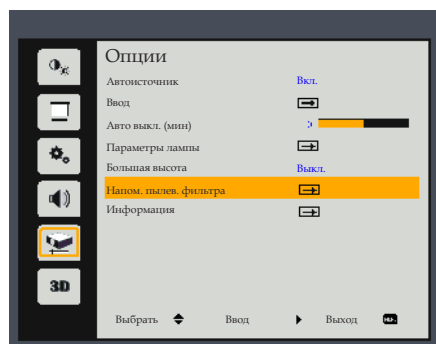 Опции
Автоисточник Вкл.
Ввод
Авто выкл. (мин)
Параметры лампы
Большая высота Выкл.
Напом. пылев. фильтра
Информация
3D
Выбрать Ввод Выход